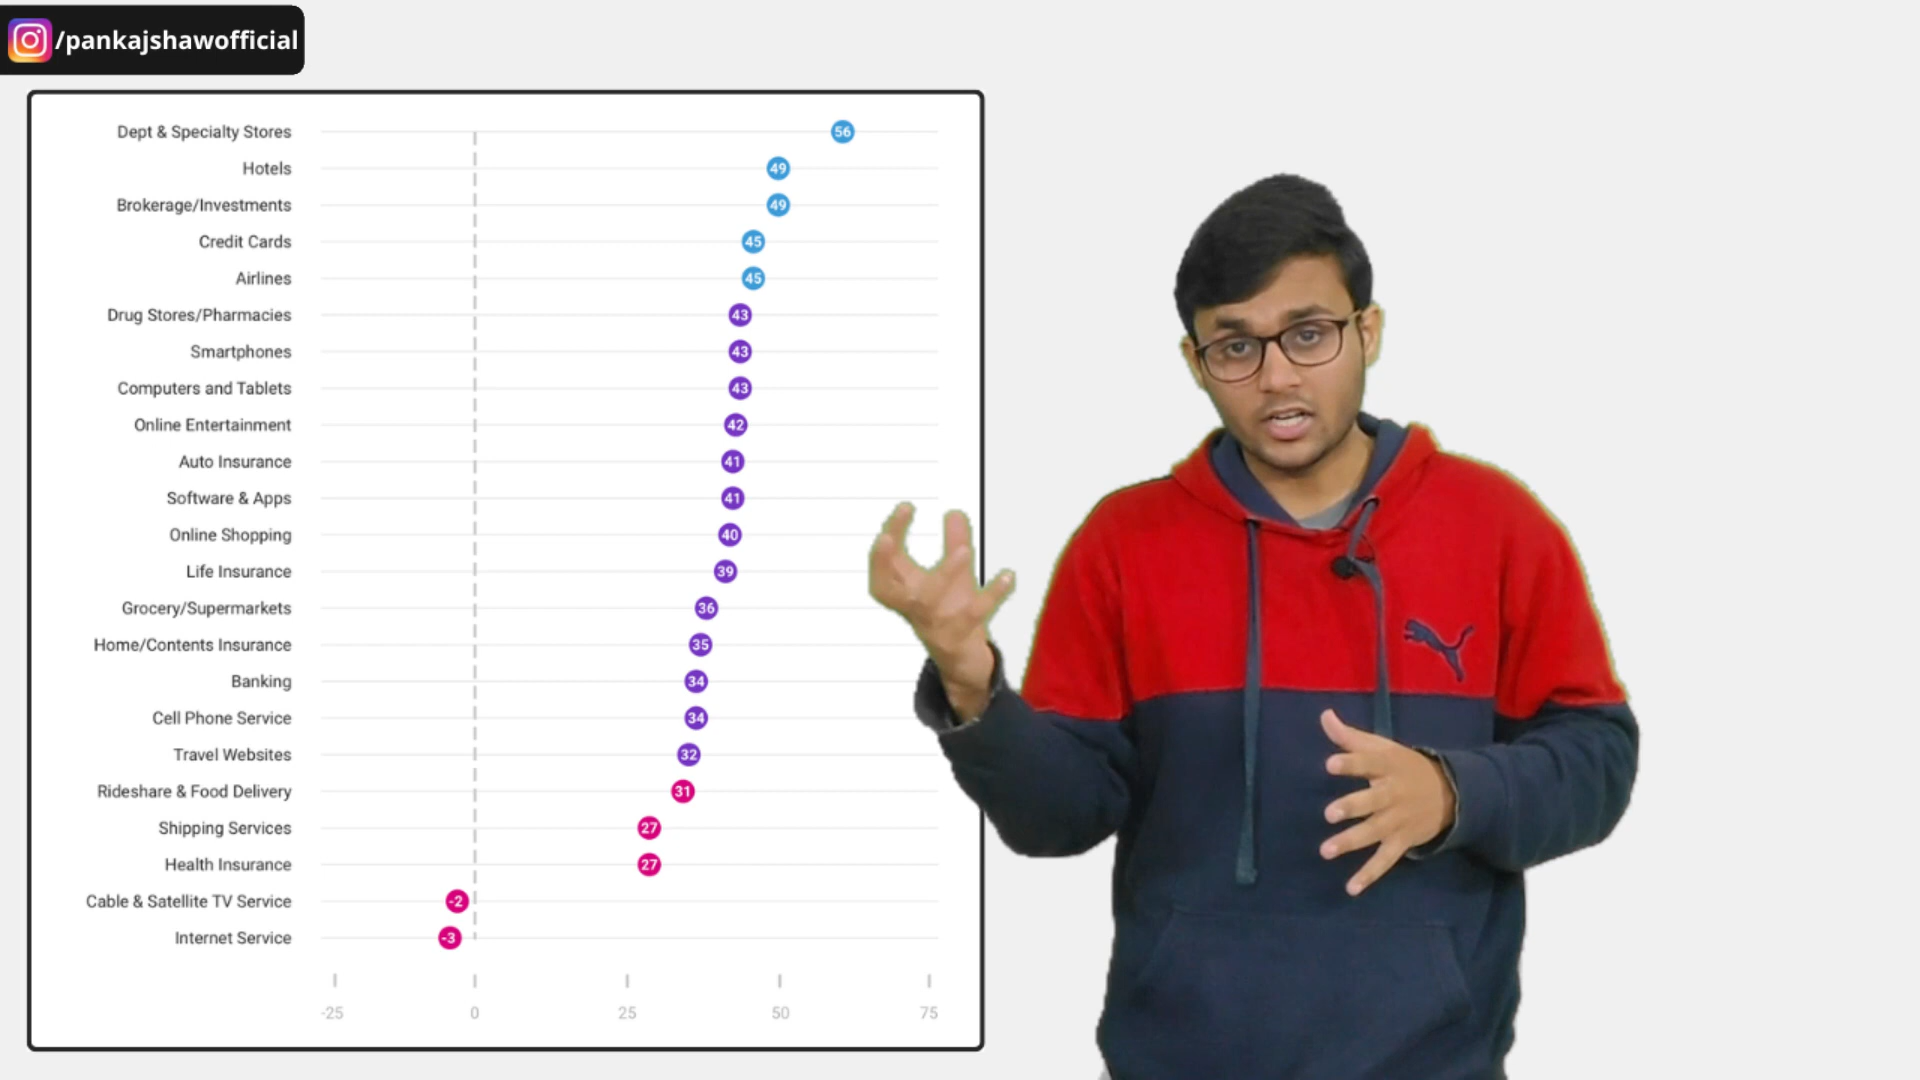 /pankajshawofficial
Dept & Specialty Stores 56
Hotels 49
Brokerage/Investments 49
Credit Cards 45
Airlines 45
Drug Stores/Pharmacies 43
Smartphones 43
Computers and Tablets 43
Online Entertainment 42
Auto Insurance 41
Software & Apps 41
Online Shopping 40
Life Insurance 39
Grocery/Supermarkets 36
Home/Contents Insurance 35
Banking 34
Cell Phone Service 34
Travel Websites 32
Rideshare & Food Delivery 31
Shipping Services 27
Health Insurance 27
Cable & Satellite TV Service -2
Internet Service -3
-25 0 25 50 75